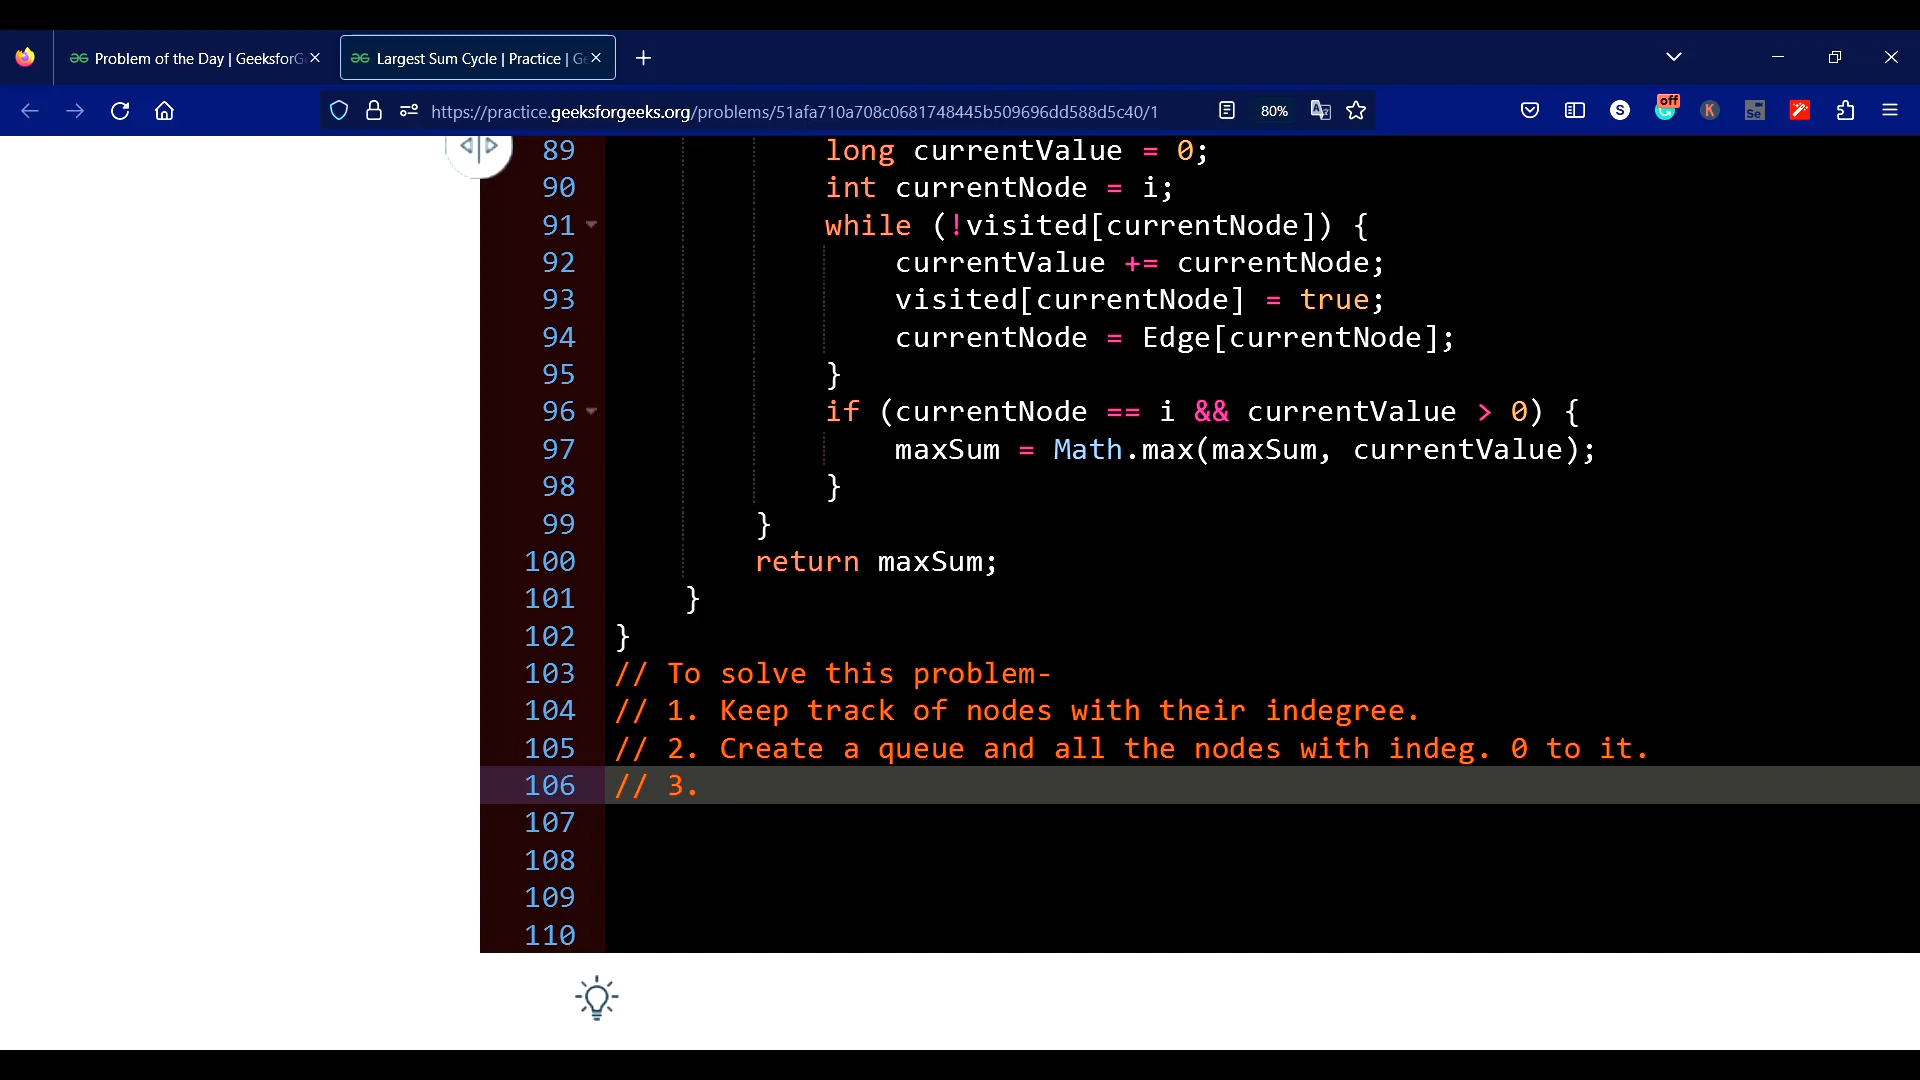 Problem of the Day | GeeksforG
Largest Sum Cycle | Practice | Ge
https://practice.geeksforgeeks.org/problems/51afa710a708c0681748445b509696dd588d5c40/1
80%
S
off
K
Se
89 long currentValue = 0;
90 int currentNode = i;
91 while (!visited[currentNode]) {
92 currentValue += currentNode;
93 visited[currentNode] = true;
94 currentNode = Edge[currentNode];
95 }
96 if (currentNode == i && currentValue > 0) {
97 maxSum = Math.max(maxSum, currentValue);
98 }
99 }
100 return maxSum;
101 }
102 }
103 // To solve this problem-
104 // 1. Keep track of nodes with their indegree.
105 // 2. Create a queue and all the nodes with indeg. 0 to it.
106 // 3.
107
108
109
110